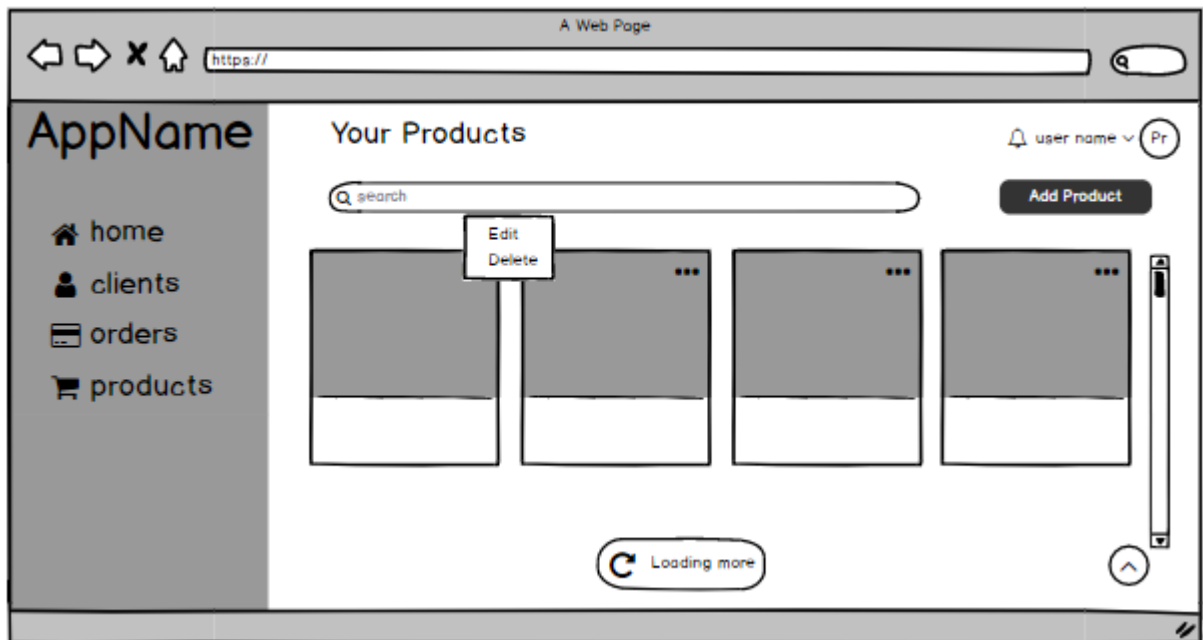 A Web Page
https://
AppName
Your Products
user name
Pr
search
Add Product
home
Edit
Delete
clients
orders
products
Loading more